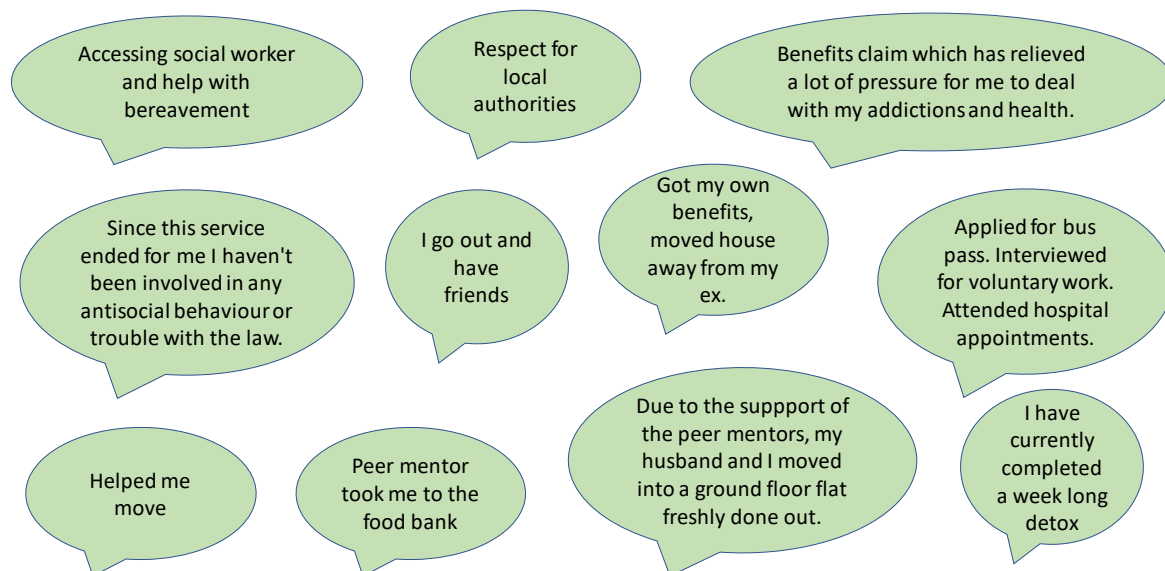 Accessing social worker
and help with
bereavement
Respect for
local
authorities
Benefits claim which has relieved
a lot of pressure for me to deal
with my addictions and health.
Since this service
ended for me I haven't
been involved in any
antisocial behaviour or
trouble with the law.
I go out and
have
friends
Got my own
benefits,
moved house
away from my
ex.
Applied for bus
pass. Interviewed
for voluntary work.
Attended hospital
appointments.
Helped me
move
Peer mentor
took me to the
food bank
Due to the suppport of
the peer mentors, my
husband and I moved
into a ground floor flat
freshly done out.
I have
currently
completed
a week long
detox